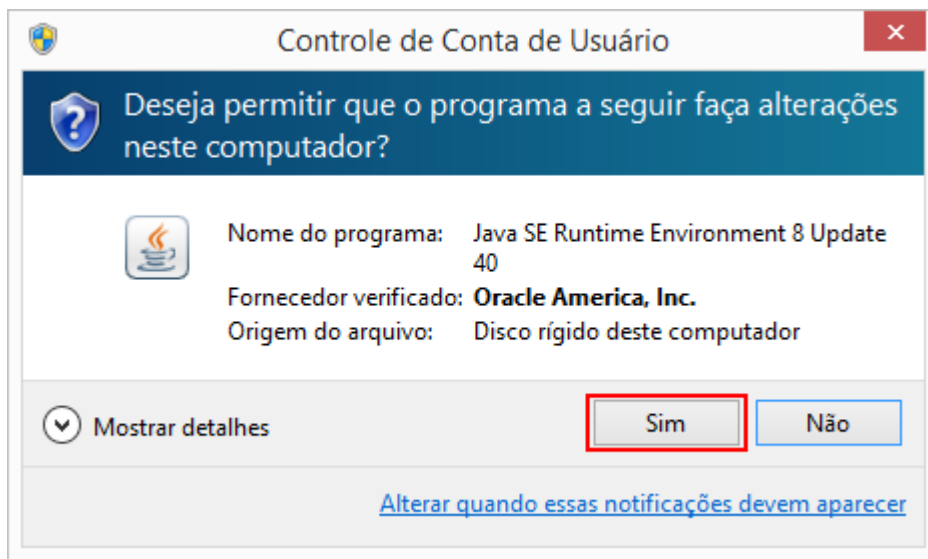 Controle de Conta de Usuário
Deseja permitir que o programa a seguir faça alterações
neste computador?
Nome do programa: Java SE Runtime Environment 8 Update
40
Fornecedor verificado: Oracle America, Inc.
Origem do arquivo: Disco rígido deste computador
Mostrar detalhes
Sim
Não
Alterar quando essas notificações devem aparecer